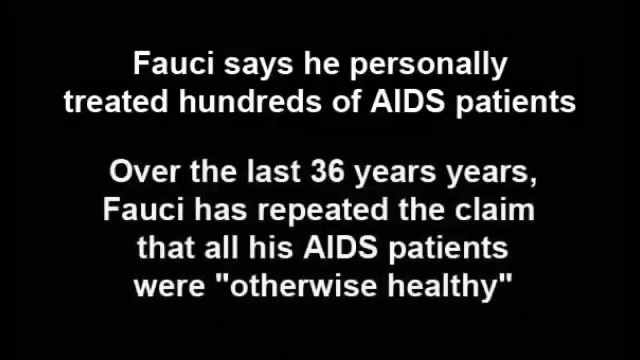 Fauci says he personally
treated hundreds of AIDS patients
Over the last 36 years years,
Fauci has repeated the claim
that all his AIDS patients
were "otherwise healthy"